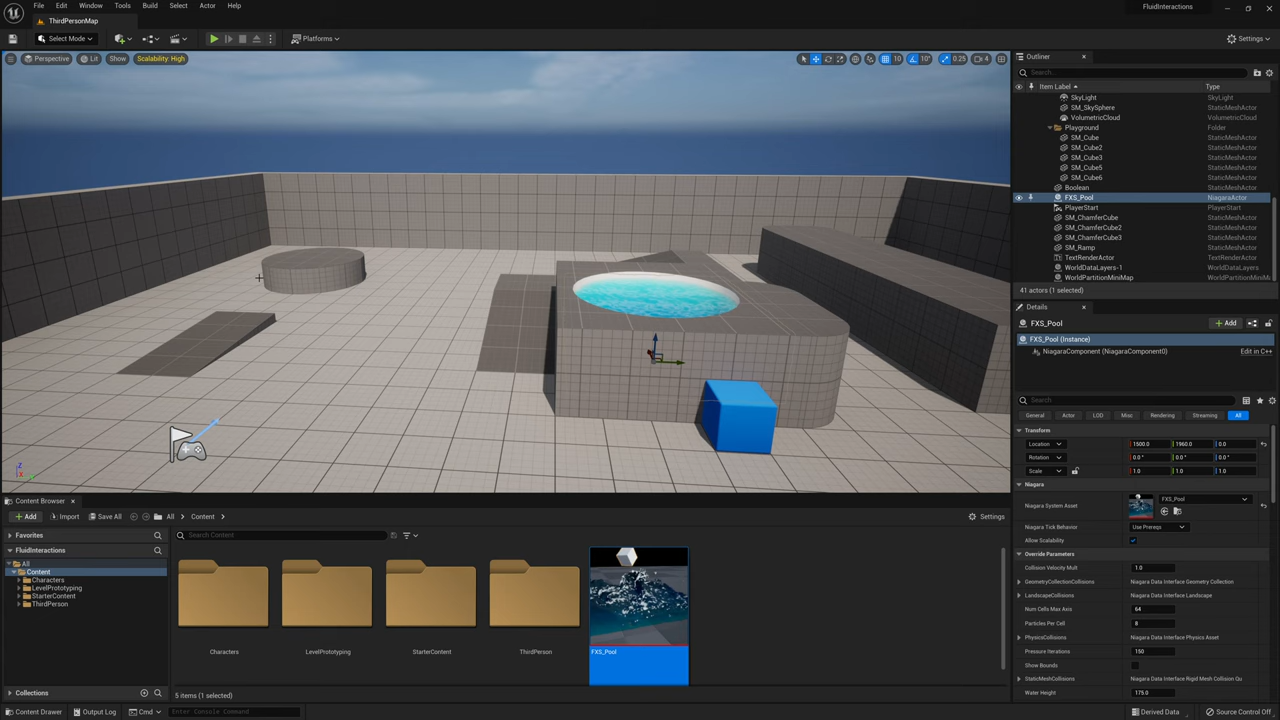 File Edit Window Tools Build Select Actor Help
FluidInteractions
ThirdPersonMap
Select Mode
Platforms
Settings
Perspective Lit Show Scalability: High
10 10° 0.25 4
Outliner
Search...
Item Label Type
SkyLight SkyLight
SM_SkySphere StaticMeshActor
VolumetricCloud VolumetricCloud
Playground Folder
SM_Cube StaticMeshActor
SM_Cube2 StaticMeshActor
SM_Cube3 StaticMeshActor
SM_Cube5 StaticMeshActor
SM_Cube6 StaticMeshActor
Boolean StaticMeshActor
FXS_Pool NiagaraActor
PlayerStart PlayerStart
SM_ChamferCube StaticMeshActor
SM_ChamferCube2 StaticMeshActor
SM_ChamferCube3 StaticMeshActor
SM_Ramp StaticMeshActor
TextRenderActor TextRenderActor
WorldDataLayers-1 WorldDataLayers
WorldPartitionMiniMap WorldPartitionMiniM
41 actors (1 selected)
Details
FXS_Pool
Add
FXS_Pool (Instance)
NiagaraComponent (NiagaraComponent0) Edit in C++
Search
General Actor LOD Misc Rendering Streaming All
Transform
Location 1500.0 1960.0 0.0
Rotation 0.0° 0.0° 0.0°
Scale 1.0 1.0 1.0
Niagara
Niagara System Asset FXS_Pool
Niagara Tick Behavior Use Prereqs
Allow Scalability
Override Parameters
Collision Velocity Mult 1.0
GeometryCollectionCollisions Niagara Data Interface Geometry Collection
LandscapeCollisions Niagara Data Interface Landscape
Num Cells Max Axis 64
Particles Per Cell 8
PhysicsCollisions Niagara Data Interface Physics Asset
Pressure Iterations 150
Show Bounds
StaticMeshCollisions Niagara Data Interface Rigid Mesh Collision Qu
Water Height 175.0
Content Browser
Add Import Save All All Content Settings
Favorites
FluidInteractions
All
Content
Characters
LevelPrototyping
StarterContent
ThirdPerson
Collections
Search Content
Characters LevelPrototyping StarterContent ThirdPerson FXS_Pool
5 items (1 selected)
Content Drawer Output Log Cmd Enter Console Command
Derived Data Source Control Off